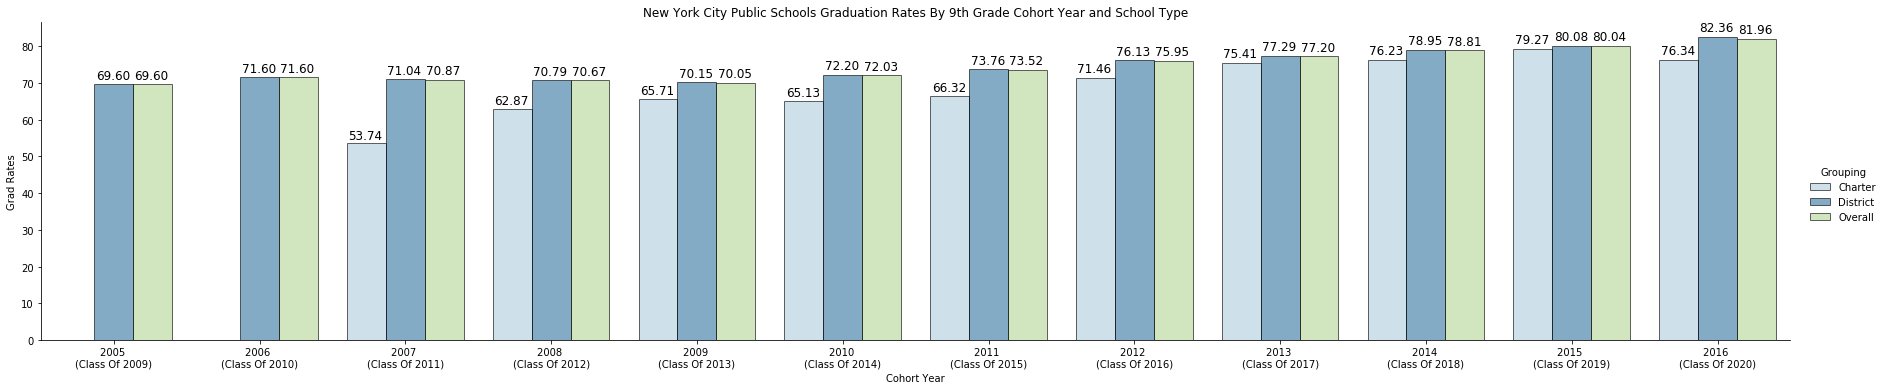 New York City Public Schools Graduation Rates By 9th Grade Cohort Year and School Type
Grad Rates
80
70
60
50
40
30
20
10
0
69.60 69.60
71.60 71.60
53.74 71.04 70.87
62.87 70.79 70.67
65.71 70.15 70.05
65.13 72.20 72.03
66.32 73.76 73.52
71.46 76.13 75.95
75.41 77.29 77.20
76.23 78.95 78.81
79.27 80.08 80.04
76.34 82.36 81.96
2005 2006 2007 2008 2009 2010 2011 2012 2013 2014 2015 2016
(Class Of 2009) (Class Of 2010) (Class Of 2011) (Class Of 2012) (Class Of 2013) (Class Of 2014) (Class Of 2015) (Class Of 2016) (Class Of 2017) (Class Of 2018) (Class Of 2019) (Class Of 2020)
Cohort Year
Grouping
Charter
District
Overall